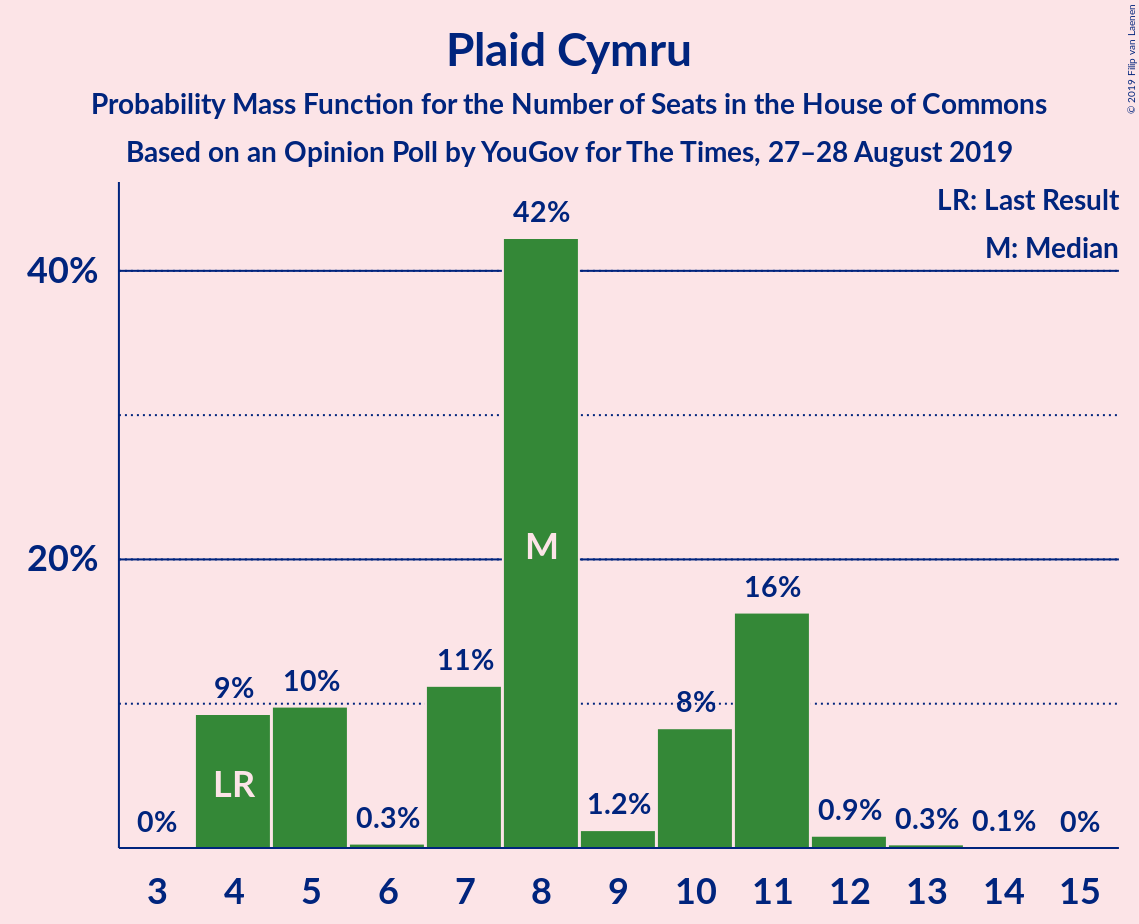 Plaid Cymru
Probability Mass Function for the Number of Seats in the House of Commons
Based on an Opinion Poll by YouGov for The Times, 27–28 August 2019
© 2019 Filip van Laenen
LR: Last Result
M: Median
40%
20%
0%
9%
10%
0.3%
11%
42%
1.2%
8%
16%
0.9%
0.3%
0.1%
0%
LR
M
3 4 5 6 7 8 9 10 11 12 13 14 15